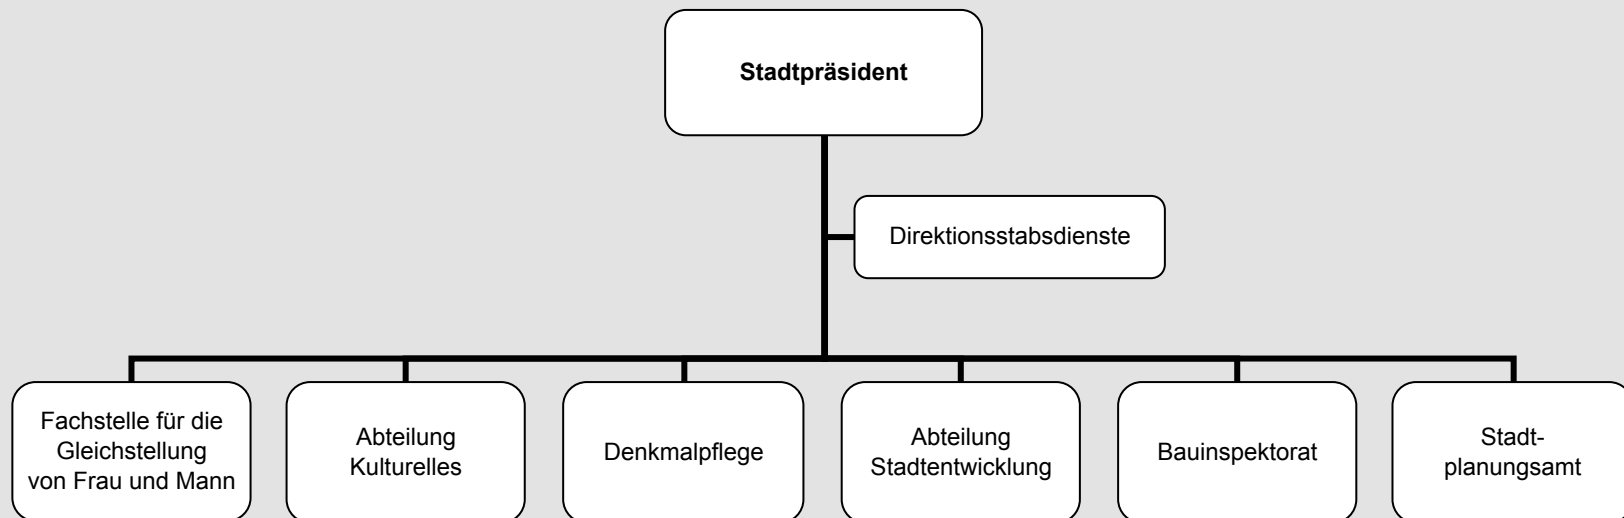 Stadtpräsident
Direktionsstabsdienste
Fachstelle für die
Gleichstellung
von Frau und Mann
Abteilung
Kulturelles
Denkmalpflege
Abteilung
Stadtentwicklung
Bauinspektorat
Stadt-
planungsamt